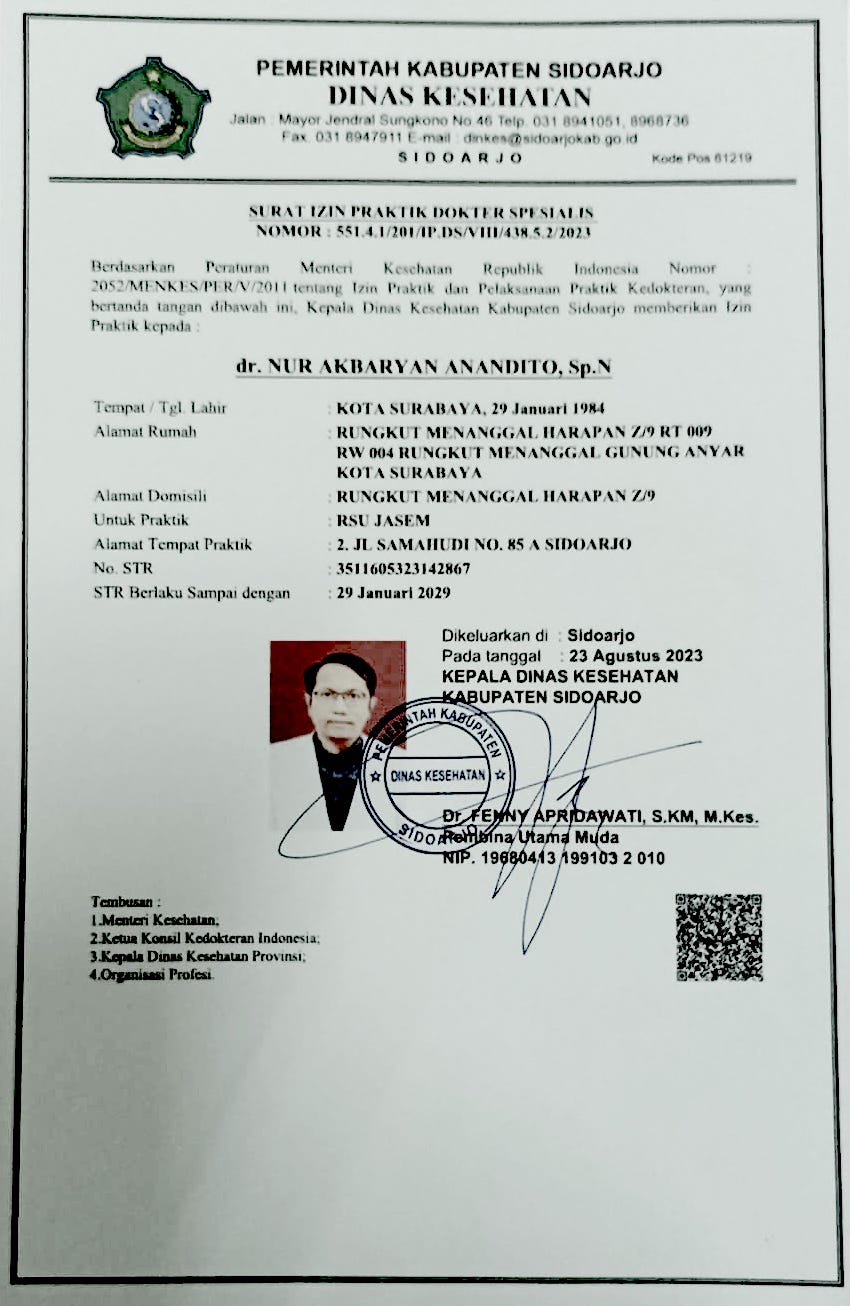 PEMERINTAH KABUPATEN SIDOARJO
DINAS KESEHATAN
Jalan : Mayor Jendral Sungkono No.46 Telp. 031 8941051, 8968736
Fax. 031 8947911 E-mail : dinkes@sidoarjokab.go.id
SIDOARJO
Kode Pos 61219
SURAT IZIN PRAKTIK DOKTER SPESIALIS
NOMOR : 551.4.1/201/IP.DS/VIII/438.5.2/2023
Berdasarkan Peraturan Menteri Kesehatan Republik Indonesia Nomor :
2052/MENKES/PER/V/2011 tentang Izin Praktik dan Pelaksanaan Praktik Kedokteran, yang
bertanda tangan dibawah ini, Kepala Dinas Kesehatan Kabupaten Sidoarjo memberikan Izin
Praktik kepada :
dr. NUR AKBARYAN ANANDITO, Sp.N
Tempat / Tgl. Lahir : KOTA SURABAYA, 29 Januari 1984
Alamat Rumah : RUNGKUT MENANGGAL HARAPAN Z/9 RT 009
RW 004 RUNGKUT MENANGGAL GUNUNG ANYAR
KOTA SURABAYA
Alamat Domisili : RUNGKUT MENANGGAL HARAPAN Z/9
Untuk Praktik : RSU JASEM
Alamat Tempat Praktik : 2. JL SAMAHUDI NO. 85 A SIDOARJO
No. STR : 3511605323142867
STR Berlaku Sampai dengan : 29 Januari 2029
Dikeluarkan di : Sidoarjo
Pada tanggal : 23 Agustus 2023
KEPALA DINAS KESEHATAN
KABUPATEN SIDOARJO
PEMERINTAH KABUPATEN
DINAS KESEHATAN
SIDOARJO
Dr. FENNY APRIDAWATI, S.KM, M.Kes.
Pembina Utama Muda
NIP. 19680413 199103 2 010
Tembusan :
1.Menteri Kesehatan;
2.Ketua Konsil Kedokteran Indonesia;
3.Kepala Dinas Kesehatan Provinsi;
4.Organisasi Profesi.